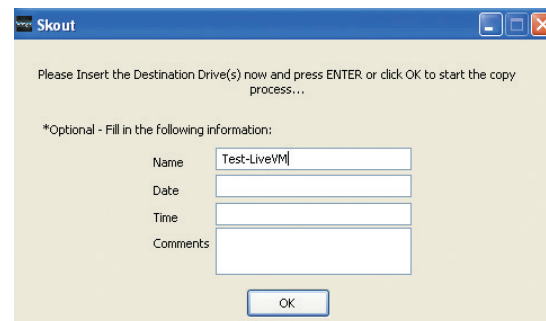 Skout
Please Insert the Destination Drive(s) now and press ENTER or click OK to start the copy
process...
*Optional - Fill in the following information:
Name Test-LiveVM
Date
Time
Comments
OK